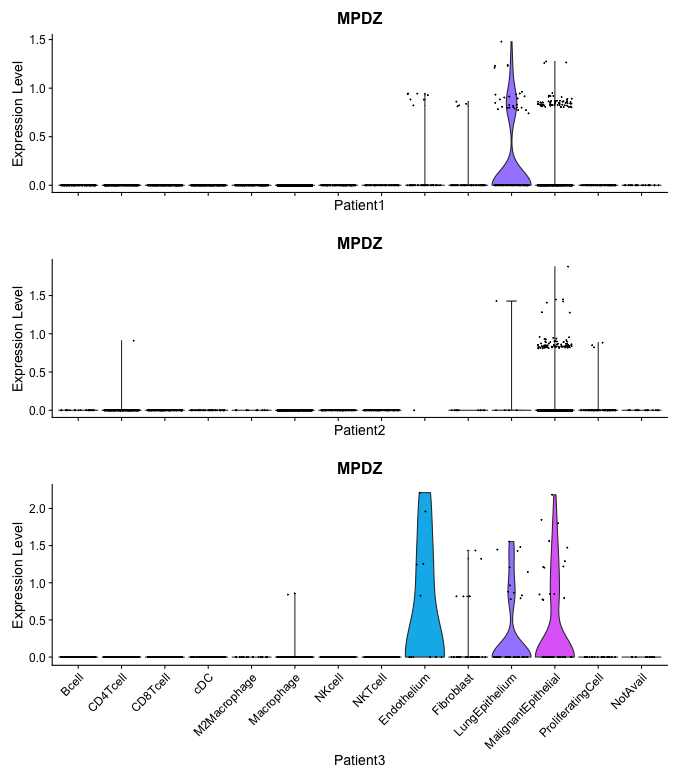 MPDZ
Expression Level
1.5
1.0
0.5
0.0
Patient1
MPDZ
Expression Level
1.5
1.0
0.5
0.0
Patient2
MPDZ
Expression Level
2.0
1.5
1.0
0.5
0.0
Bcell
CD4Tcell
CD8Tcell
cDC
M2Macrophage
Macrophage
NKcell
NKTcell
Endothelium
Fibroblast
LungEpithelium
MalignantEpithelial
ProliferatingCell
NotAvail
Patient3